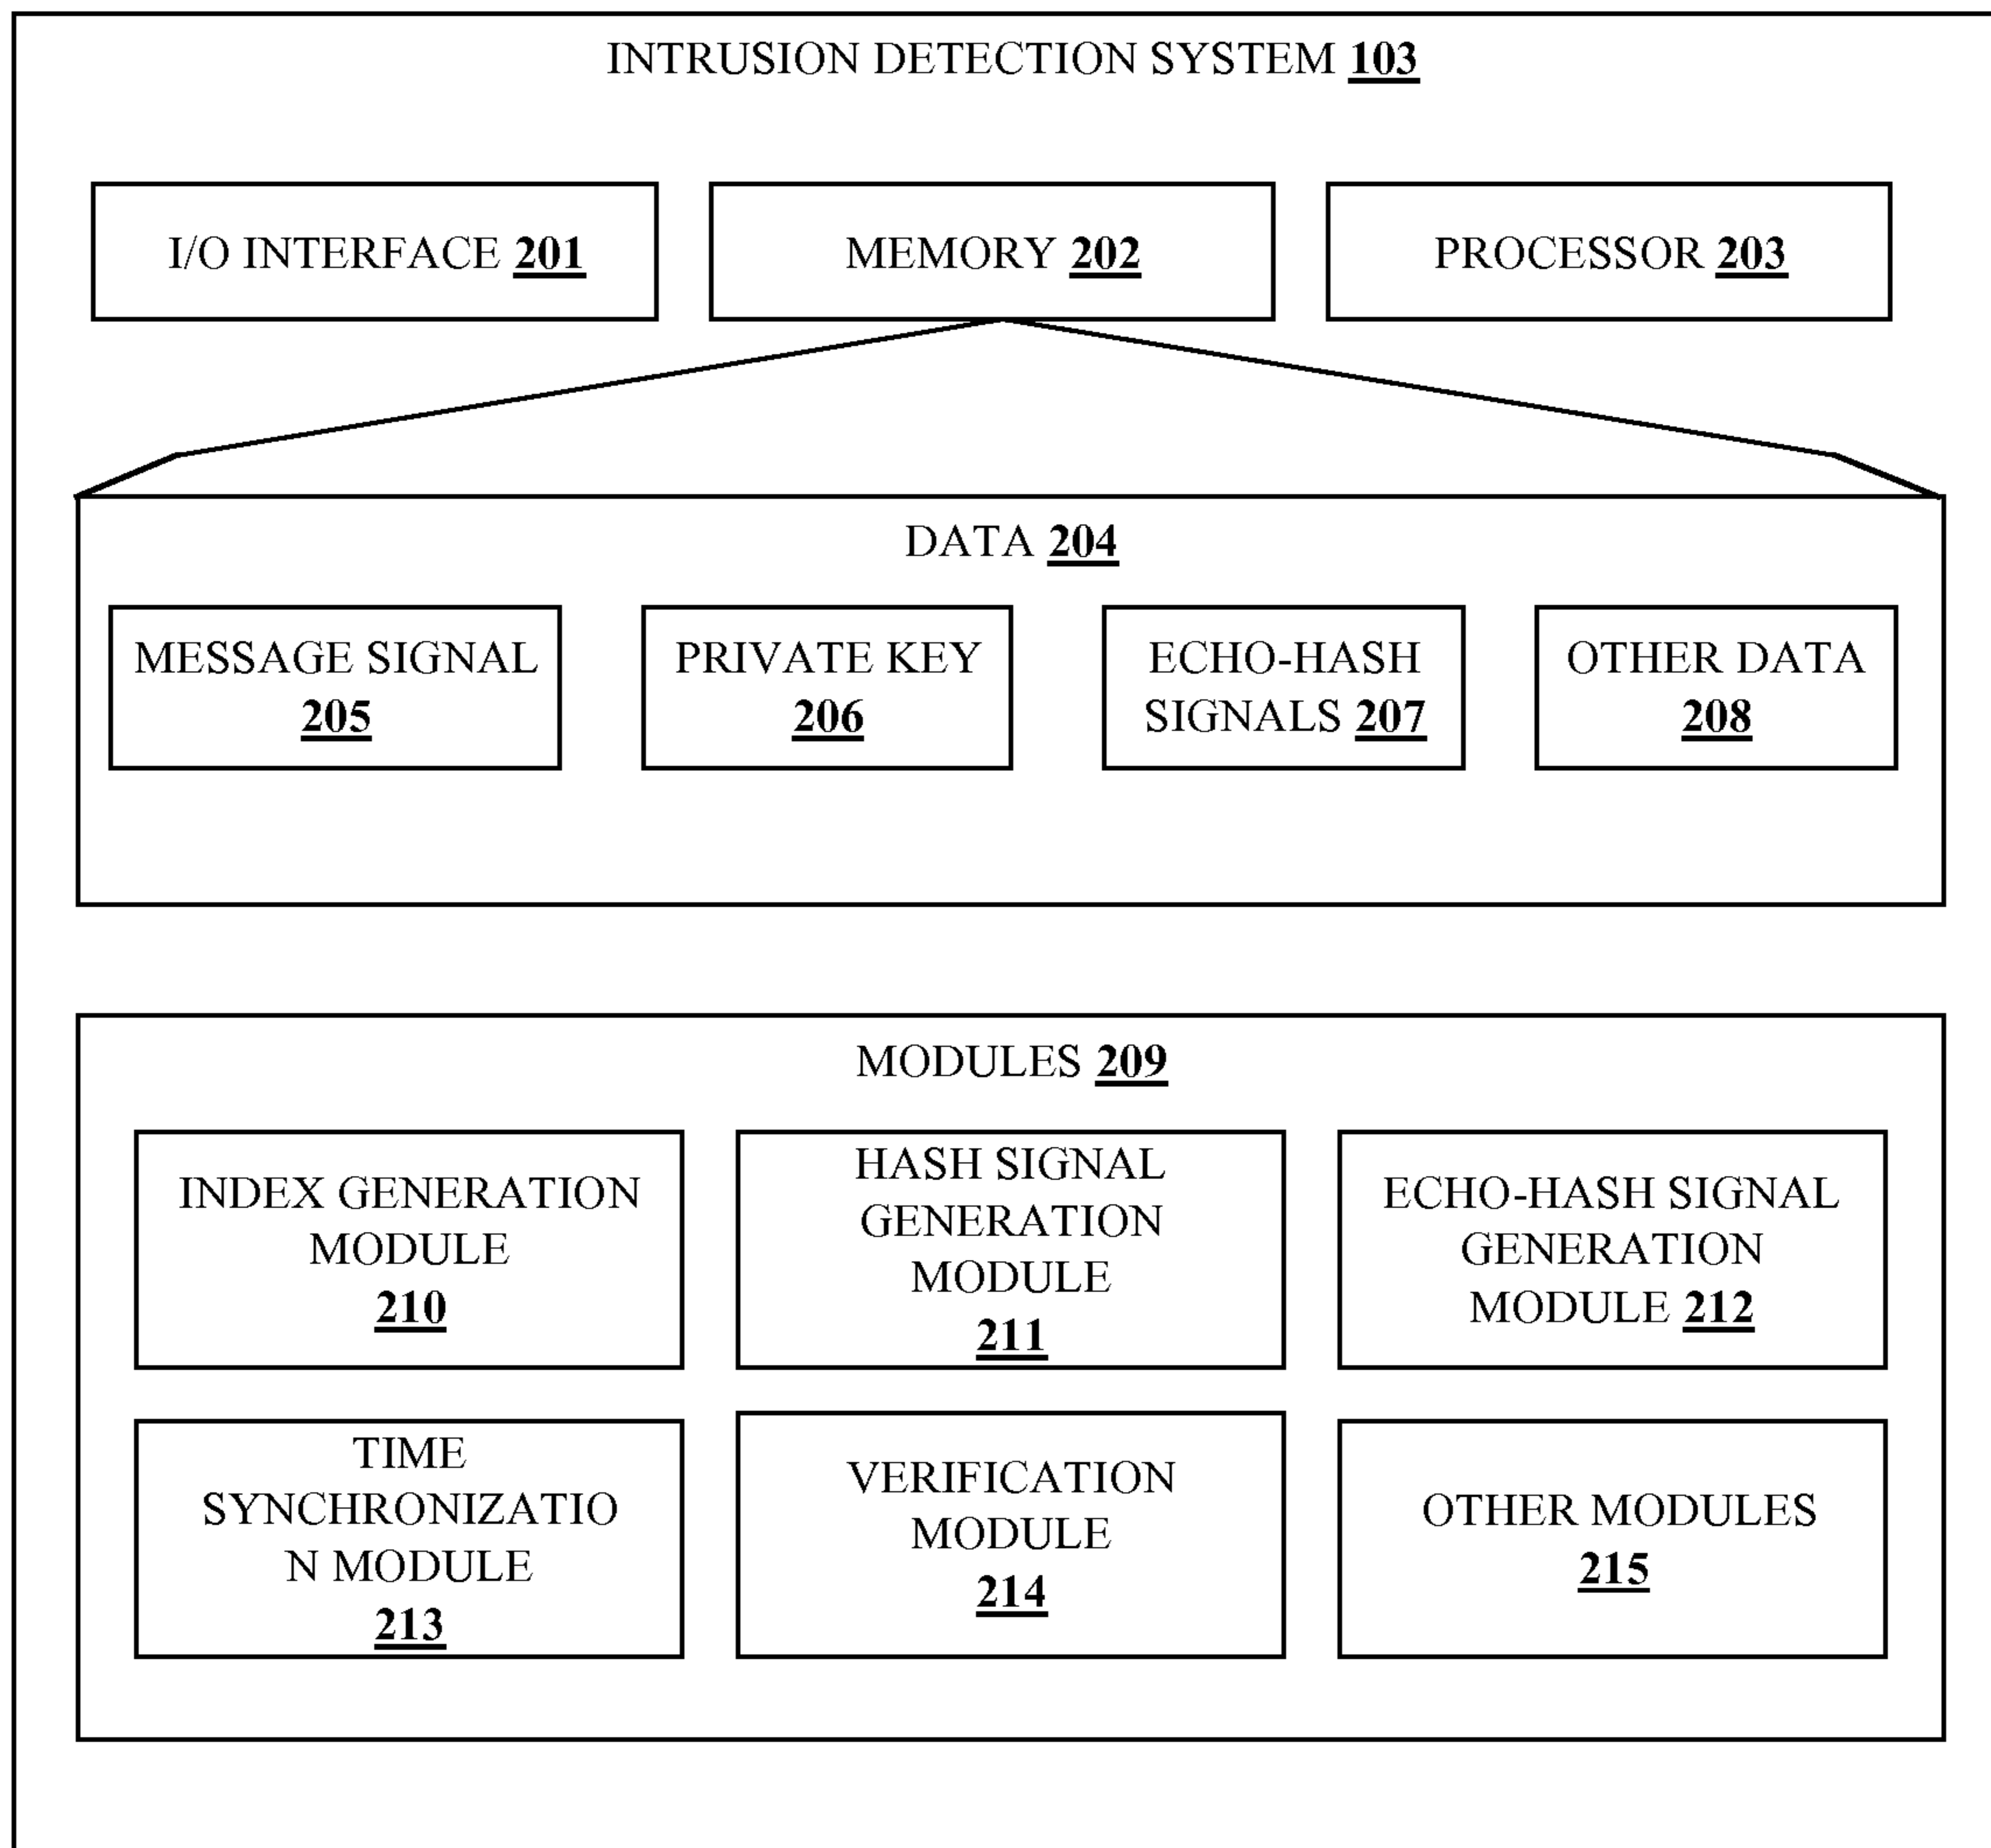 INTRUSION DETECTION SYSTEM 103
I/O INTERFACE 201
MEMORY 202
PROCESSOR 203
DATA 204
MESSAGE SIGNAL
205
PRIVATE KEY
206
ECHO-HASH
SIGNALS 207
OTHER DATA
208
MODULES 209
INDEX GENERATION
MODULE
210
HASH SIGNAL
GENERATION
MODULE
211
ECHO-HASH SIGNAL
GENERATION
MODULE 212
TIME
SYNCHRONIZATIO
N MODULE
213
VERIFICATION
MODULE
214
OTHER MODULES
215